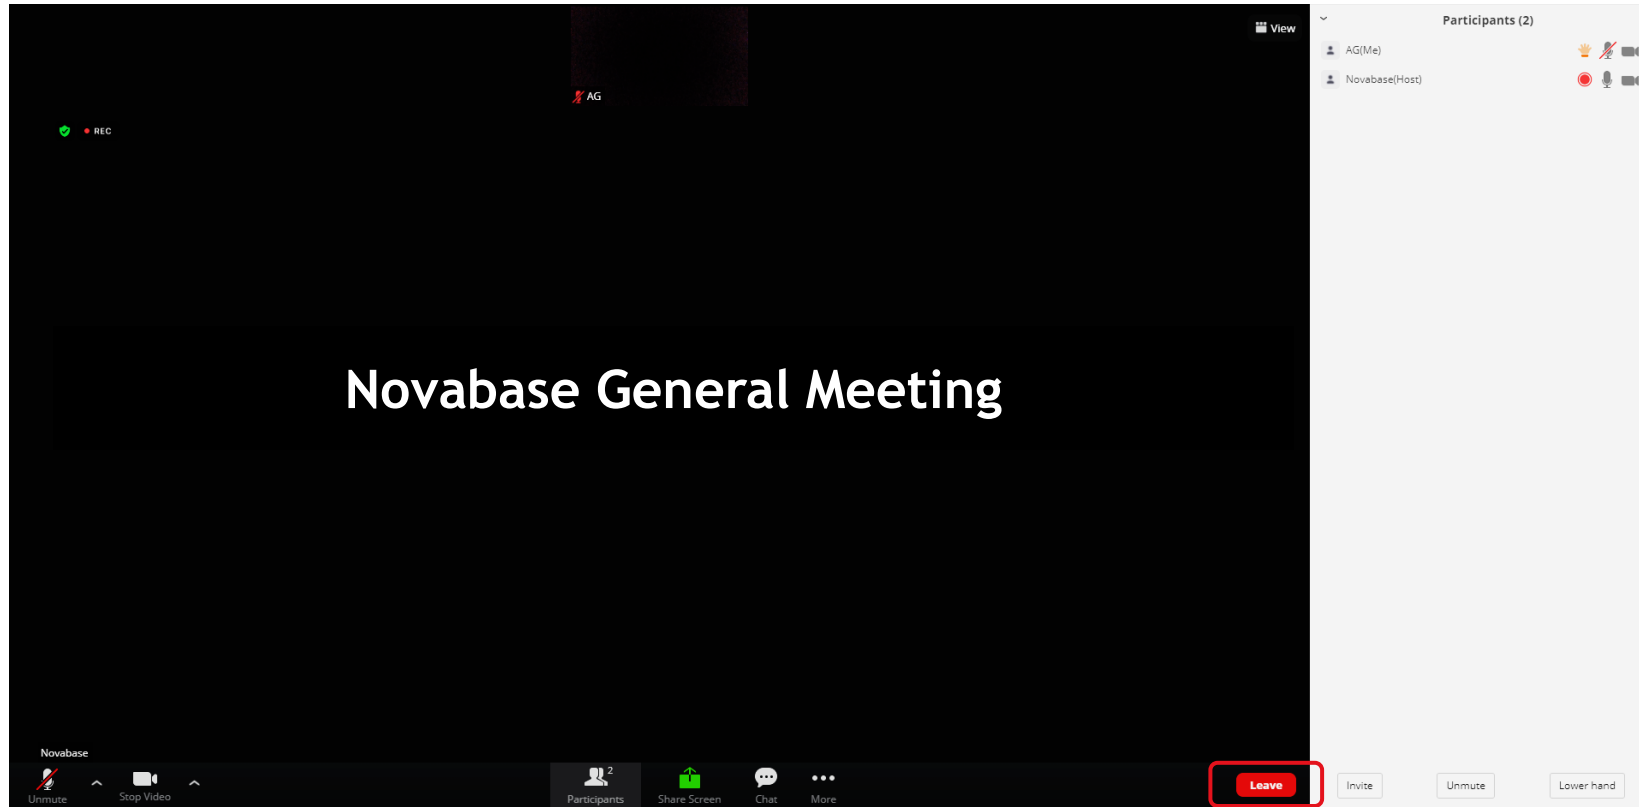 View
AG
REC
Novabase General Meeting
Novabase
Unmute
Stop Video
2
Participants
Share Screen
Chat
More
Leave
Participants (2)
AG(Me)
Novabase(Host)
Invite
Unmute
Lower hand